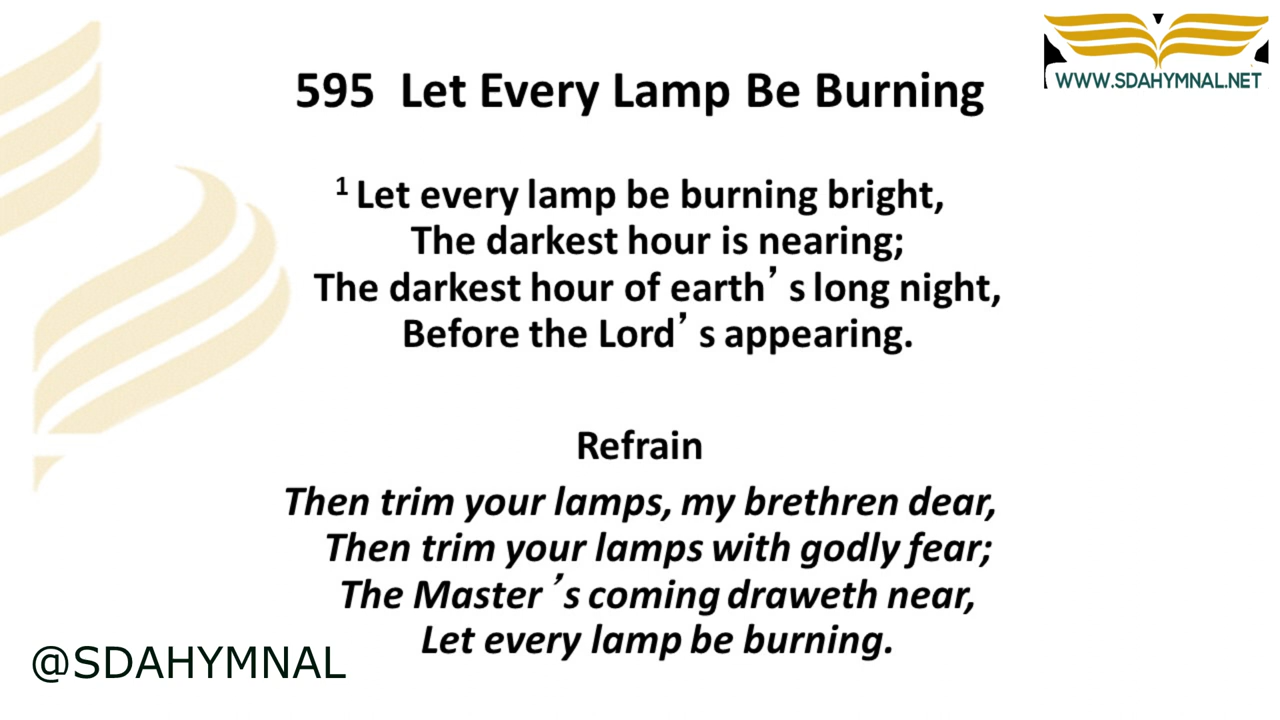 WWW.SDAHYMNAL.NET
595 Let Every Lamp Be Burning
1 Let every lamp be burning bright,
The darkest hour is nearing;
The darkest hour of earth’ s long night,
Before the Lord’ s appearing.
Refrain
Then trim your lamps, my brethren dear,
Then trim your lamps with godly fear;
The Master ’s coming draweth near,
Let every lamp be burning.
@SDAHYMNAL